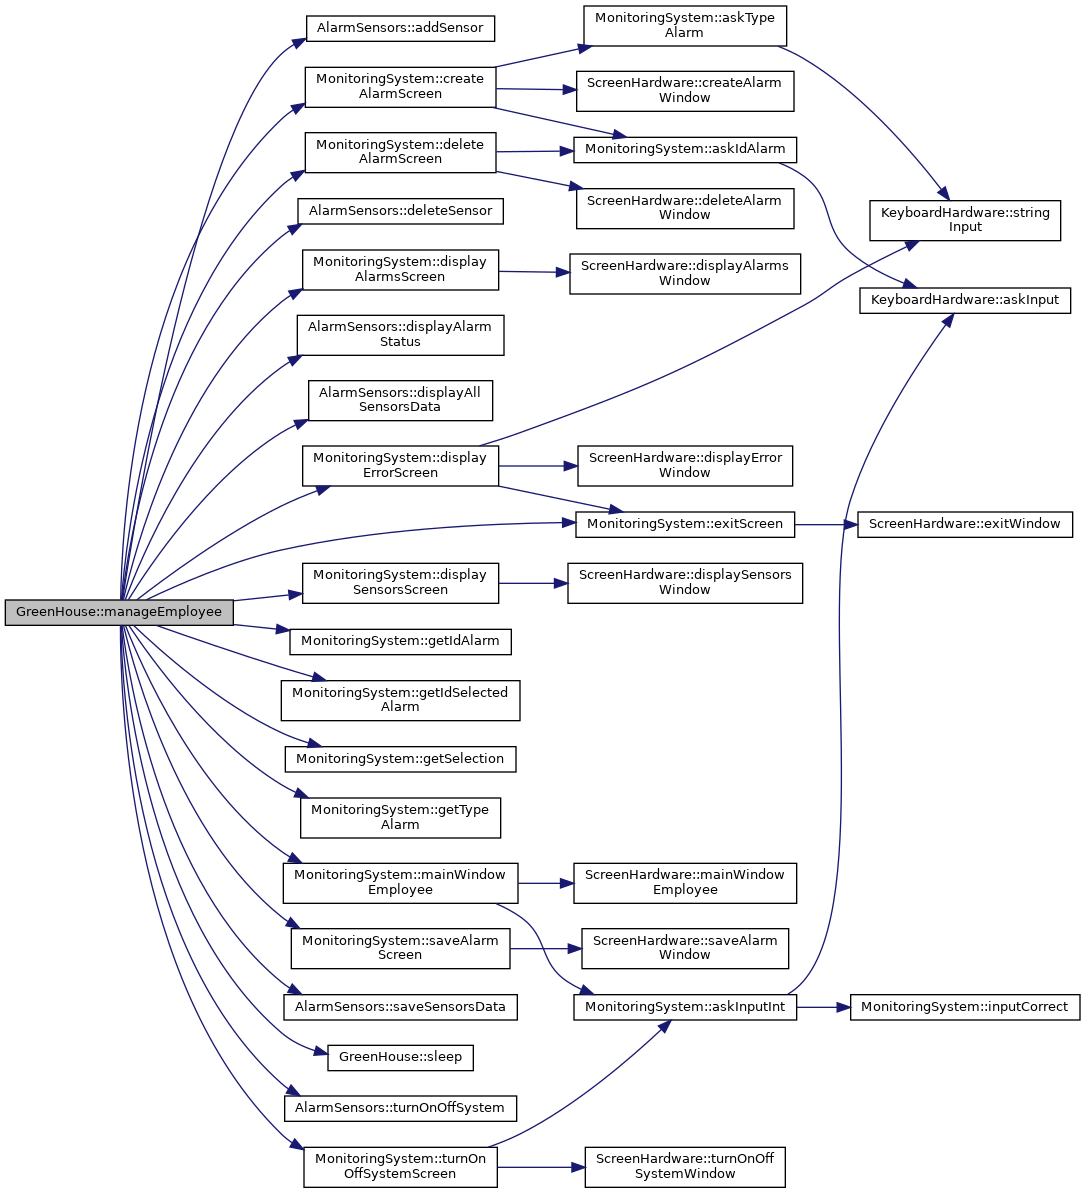 GreenHouse::manageEmployee
AlarmSensors::addSensor
MonitoringSystem::create
AlarmScreen
MonitoringSystem::delete
AlarmScreen
AlarmSensors::deleteSensor
MonitoringSystem::display
AlarmsScreen
AlarmSensors::displayAlarm
Status
AlarmSensors::displayAll
SensorsData
MonitoringSystem::display
ErrorScreen
MonitoringSystem::display
SensorsScreen
MonitoringSystem::getIdAlarm
MonitoringSystem::getIdSelected
Alarm
MonitoringSystem::getSelection
MonitoringSystem::getType
Alarm
MonitoringSystem::mainWindow
Employee
MonitoringSystem::saveAlarm
Screen
AlarmSensors::saveSensorsData
GreenHouse::sleep
AlarmSensors::turnOnOffSystem
MonitoringSystem::turnOn
OffSystemScreen
MonitoringSystem::askType
Alarm
ScreenHardware::createAlarm
Window
MonitoringSystem::askIdAlarm
ScreenHardware::deleteAlarm
Window
ScreenHardware::displayAlarms
Window
ScreenHardware::displayError
Window
MonitoringSystem::exitScreen
ScreenHardware::displaySensors
Window
ScreenHardware::mainWindow
Employee
ScreenHardware::saveAlarm
Window
MonitoringSystem::askInputInt
ScreenHardware::turnOnOff
SystemWindow
KeyboardHardware::string
Input
KeyboardHardware::askInput
ScreenHardware::exitWindow
MonitoringSystem::inputCorrect